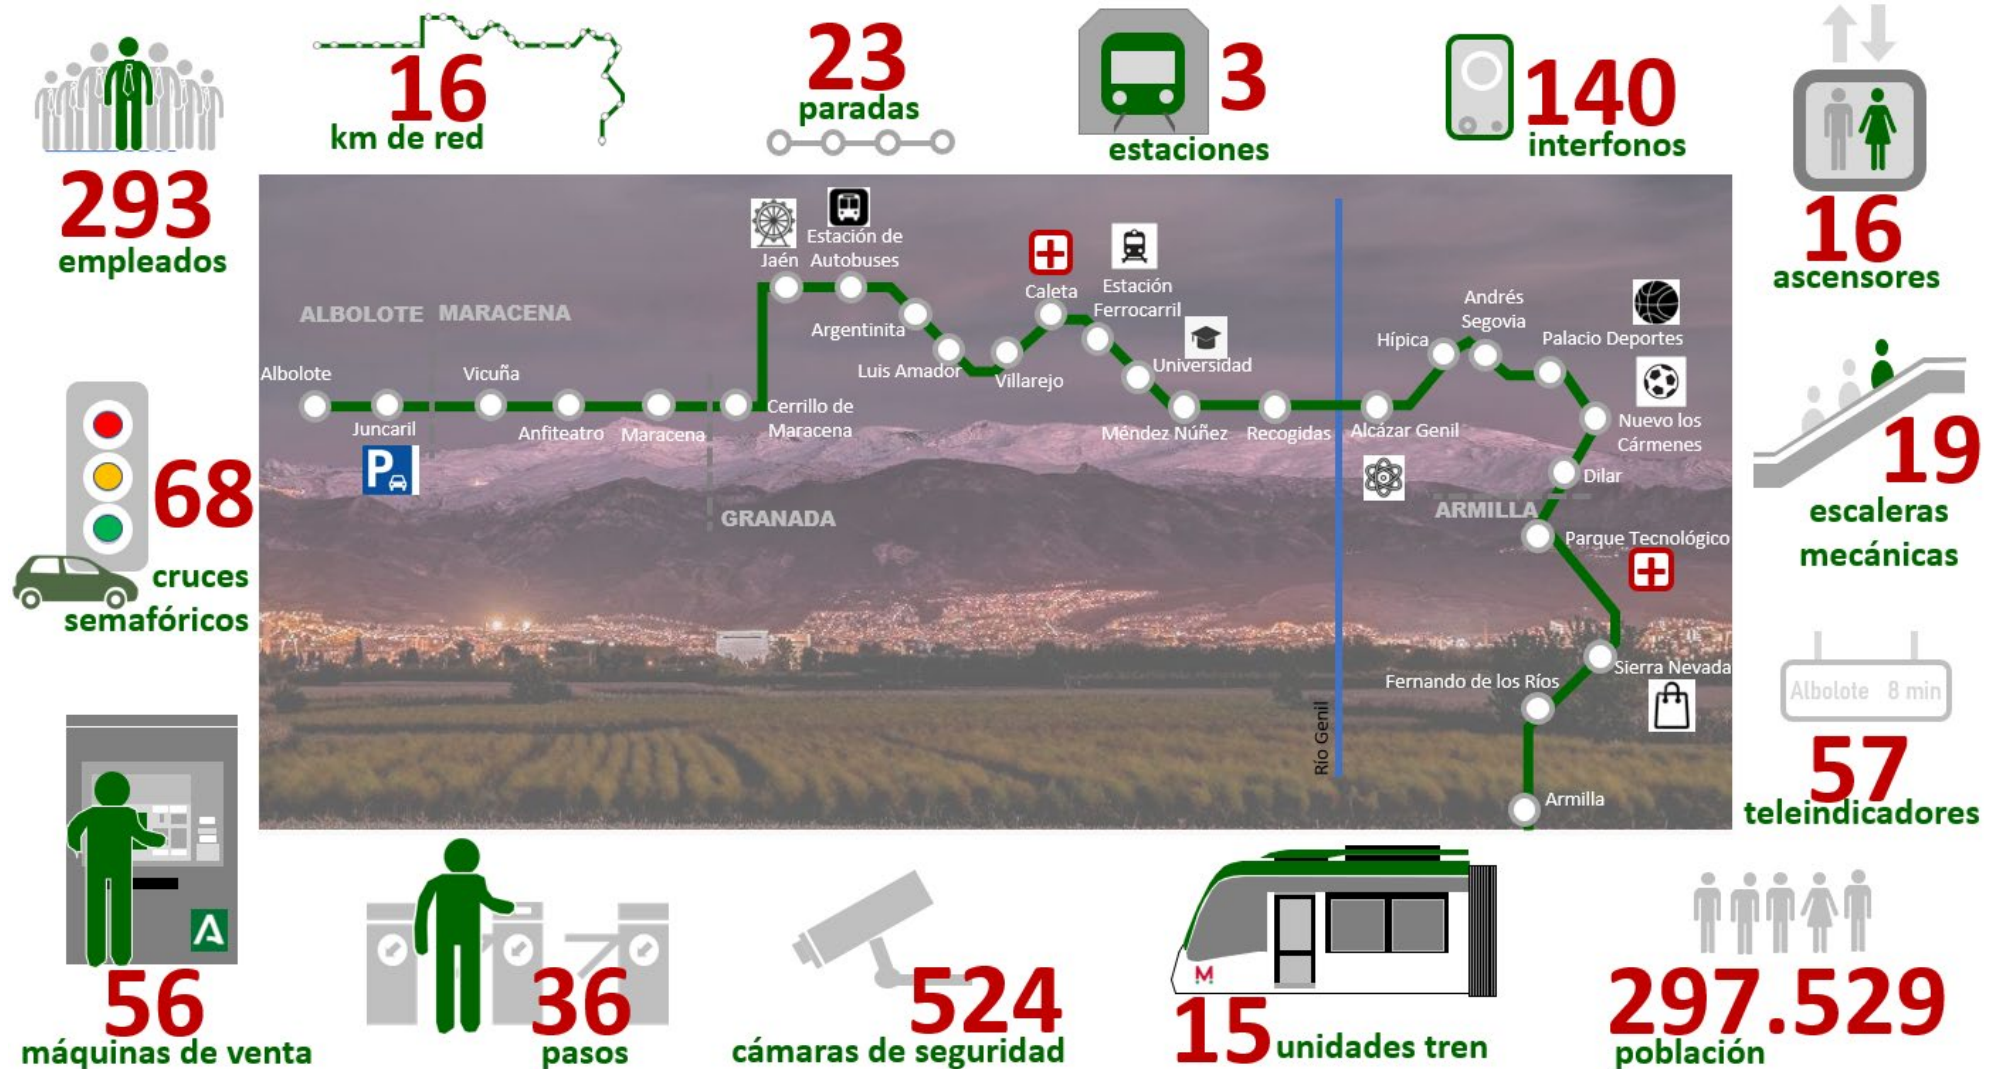 293
empleados
16
km de red
23
paradas
3
estaciones
140
interfonos
16
ascensores
68
cruces
semafóricos
ALBOLOTE
MARACENA
GRANADA
ARMILLA
Albolote
Juncaril
P
Vicuña
Anfiteatro
Maracena
Cerrillo de
Maracena
Jaén
Estación de
Autobuses
Argentinita
Luis Amador
Villarejo
Caleta
Estación
Ferrocarril
Universidad
Méndez Núñez
Recogidas
Río Genil
Alcázar Genil
Hípica
Andrés
Segovia
Palacio Deportes
Nuevo los
Cármenes
Dilar
Parque Tecnológico
Sierra Nevada
Fernando de los Ríos
Armilla
19
escaleras
mecánicas
Albolote 8 min
57
teleindicadores
A
56
máquinas de venta
36
pasos
524
cámaras de seguridad
M
15 unidades tren
297.529
población